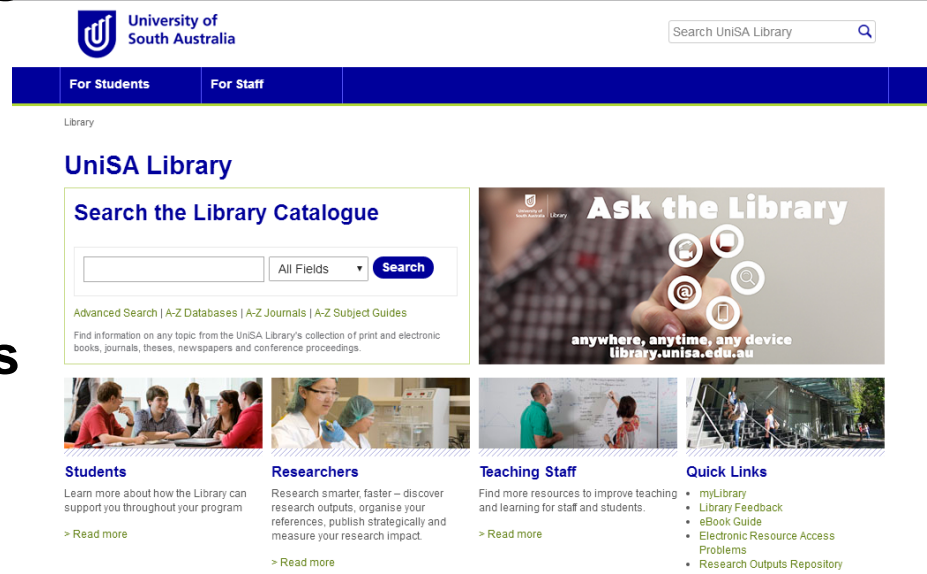 University of
South Australia
Search UniSA Library
For Students
For Staff
Library
UniSA Library
Search the Library Catalogue
All Fields
Search
Advanced Search | A-Z Databases | A-Z Journals | A-Z Subject Guides
Find information on any topic from the UniSA Library's collection of print and electronic
books, journals, theses, newspapers and conference proceedings.
University of
South Australia
Library
Ask the Library
@
anywhere, anytime, any device
library.unisa.edu.au
s
Students
Learn more about how the Library can
support you throughout your program
> Read more
Researchers
Research smarter, faster – discover
research outputs, organise your
references, publish strategically and
measure your research impact.
> Read more
Teaching Staff
Find more resources to improve teaching
and learning for staff and students.
> Read more
Quick Links
• myLibrary
• Library Feedback
• eBook Guide
• Electronic Resource Access
Problems
• Research Outputs Repository